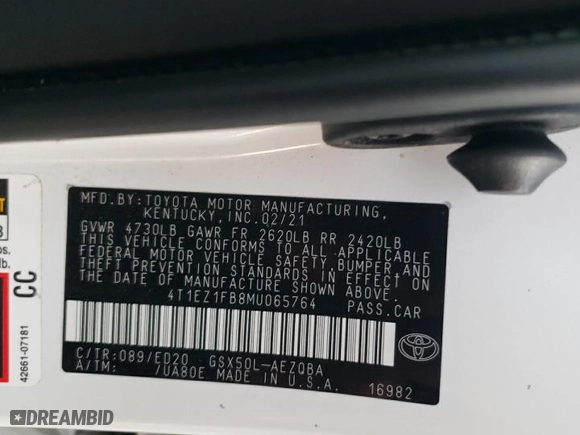 MFD.BY:TOYOTA MOTOR MANUFACTURING,
KENTUCKY, INC.02/21
GVWR 4730LB GAWR FR 2620LB RR 2420LB
THIS VEHICLE CONFORMS TO ALL APPLICABLE
FEDERAL MOTOR VEHICLE SAFETY, BUMPER, AND
THEFT PREVENTION STANDARDS IN EFFECT ON
THE DATE OF MANUFACTURE SHOWN ABOVE.
4T1EZ1FB8MU065764 PASS.CAR
C/TR:089/ED20 GSX50L-AEZQBA
A/TM: /UA80E MADE IN U.S.A.
16982
CC
42661-07181
lb.
DREAMBID